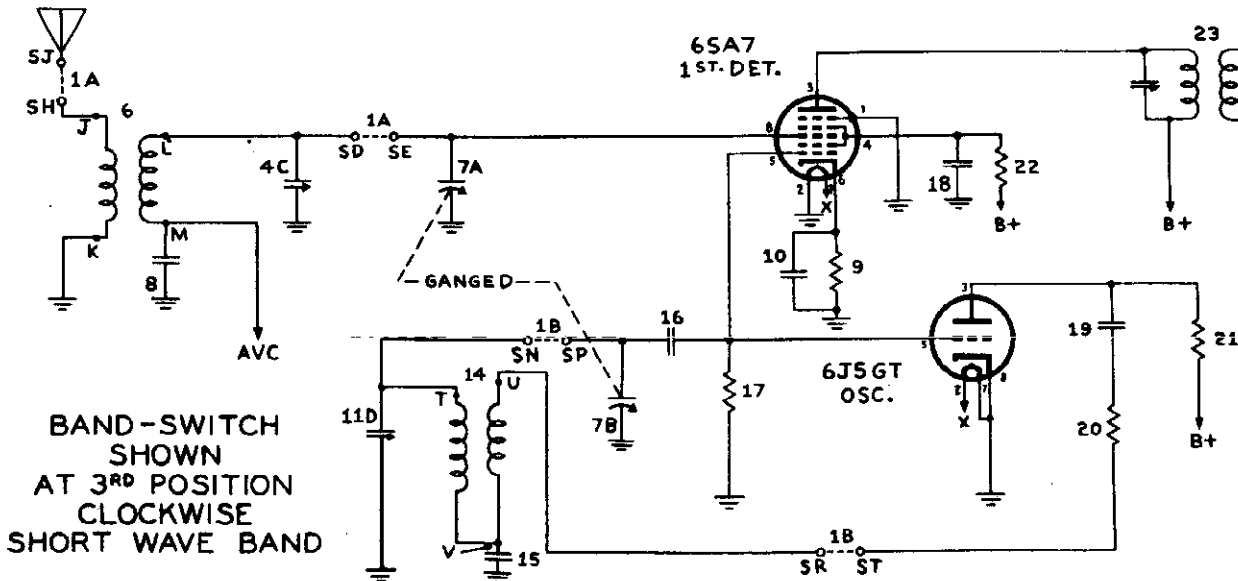 6SA7
1ST. DET.
23
SJ
1A
SH
J
6
L
4C
1A
SD
SE
7A
3
1
8
4
5
2
6
X
18
22
B+
B+
K
M
8
AVC
GANGED
10
9
16
1B
SN
SP
14
U
T
11D
7B
17
3
5
2
7
8
X
6J5GT
OSC.
19
20
21
B+
V
15
1B
SR
ST
BAND-SWITCH
SHOWN
AT 3RD POSITION
CLOCKWISE
SHORT WAVE BAND